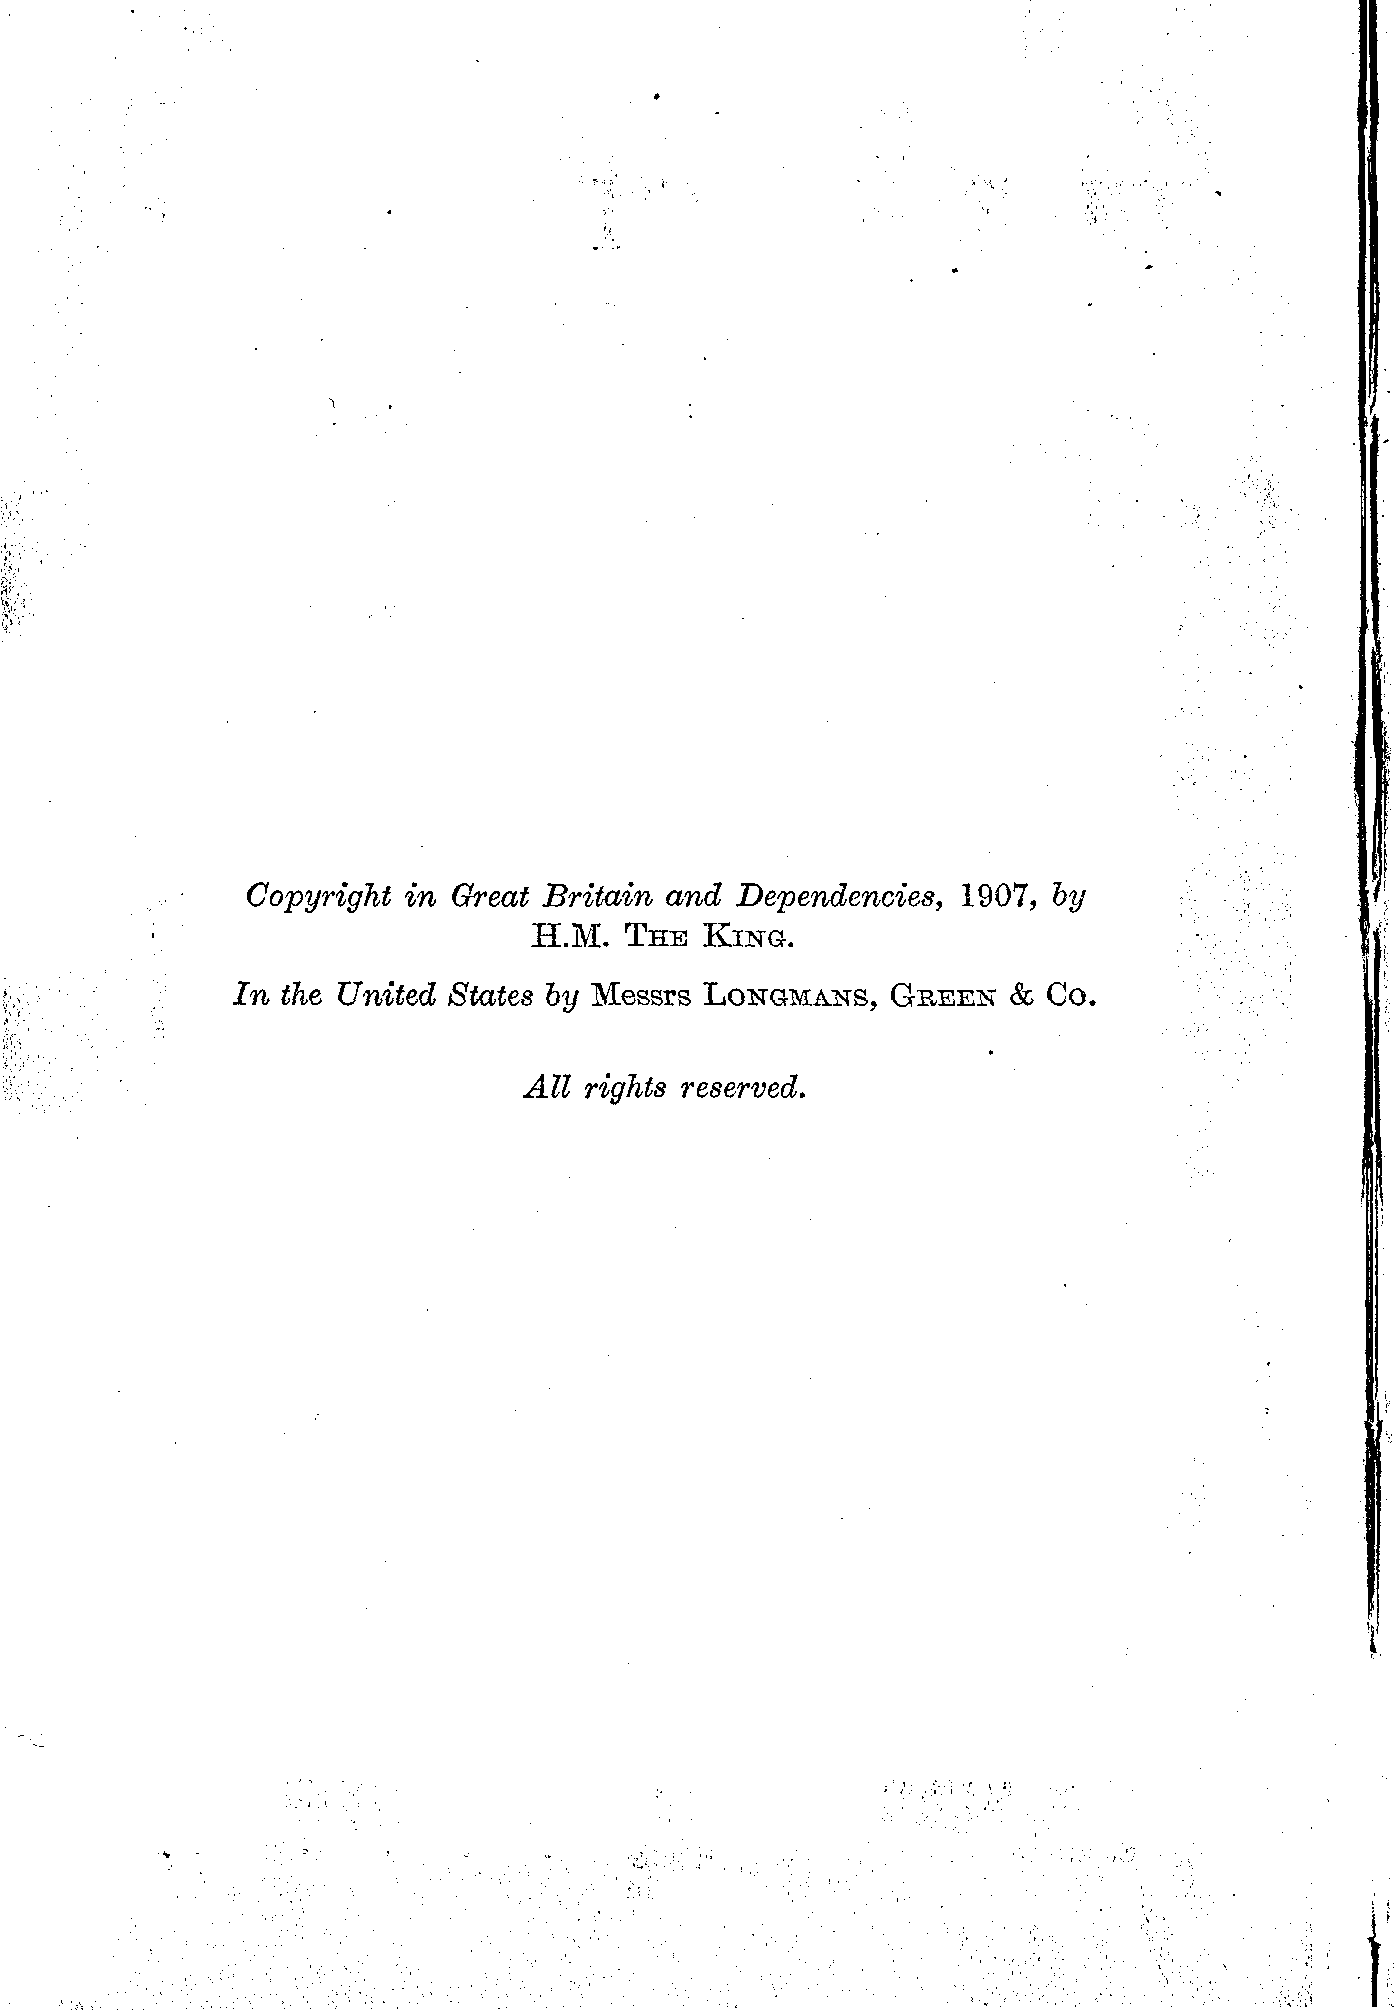 Copyright in Great Britain and Dependencies, 1907, by
H.M. THE KING.
In the United States by Messrs LONGMANS, GREEN & Co.
All rights reserved.